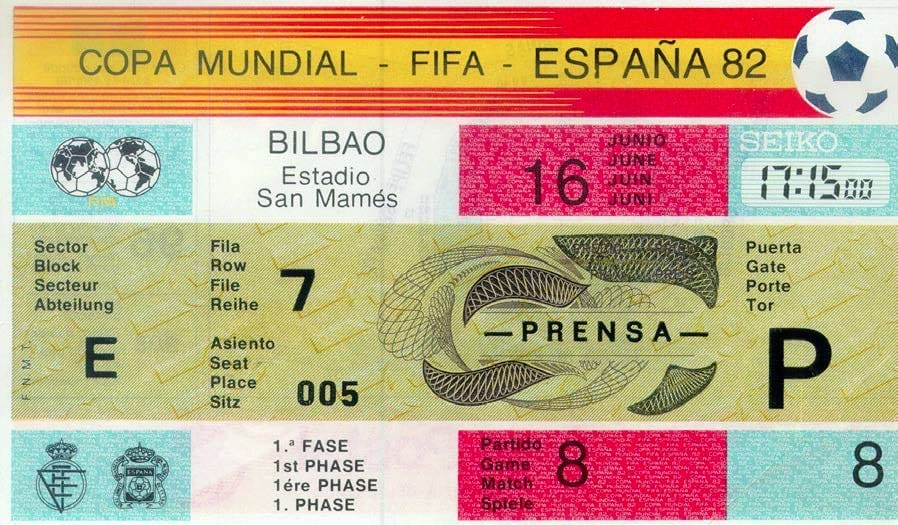 COPA MUNDIAL - FIFA - ESPAÑA 82
FIFA
BILBAO
Estadio
San Mamés
16
JUNIO
JUNE
JUIN
JUNI
SEIKO
17:15 00
Sector
Block
Secteur
Abteilung
E
F N M T
Fila
Row
File
Reihe
7
Asiento
Seat
Place
Sitz
005
—PRENSA—
Puerta
Gate
Porte
Tor
P
ESPAÑA
1.ª FASE
1st PHASE
1ére PHASE
1. PHASE
Partido
Game
Match
Spiele
8
8